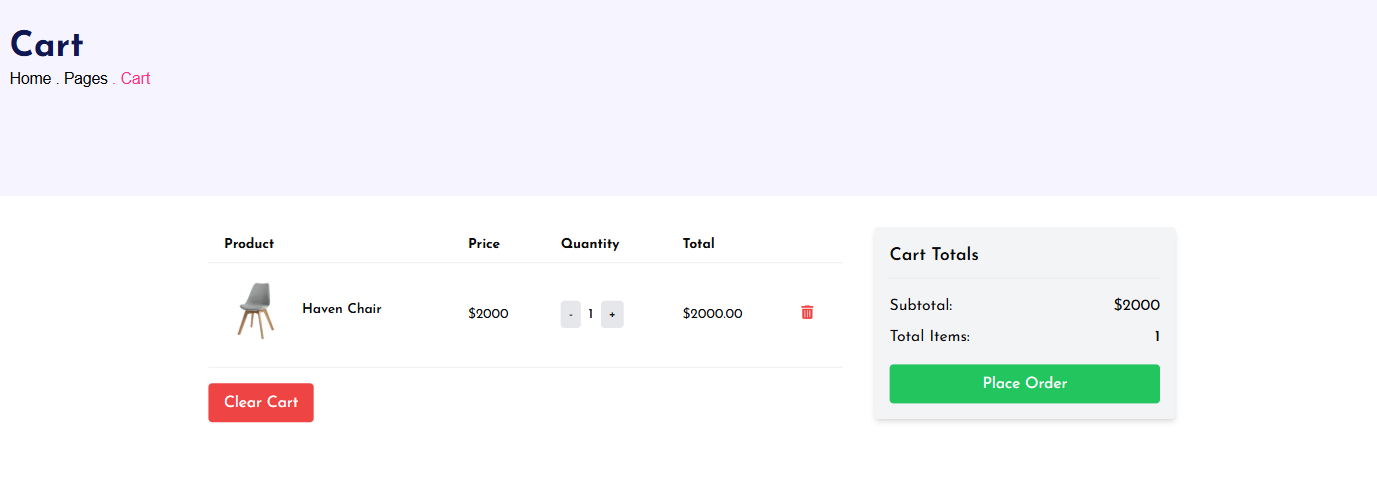 Cart
Home . Pages . Cart
Product Price Quantity Total
Haven Chair $2000 - 1 + $2000.00
Clear Cart
Cart Totals
Subtotal: $2000
Total Items: 1
Place Order